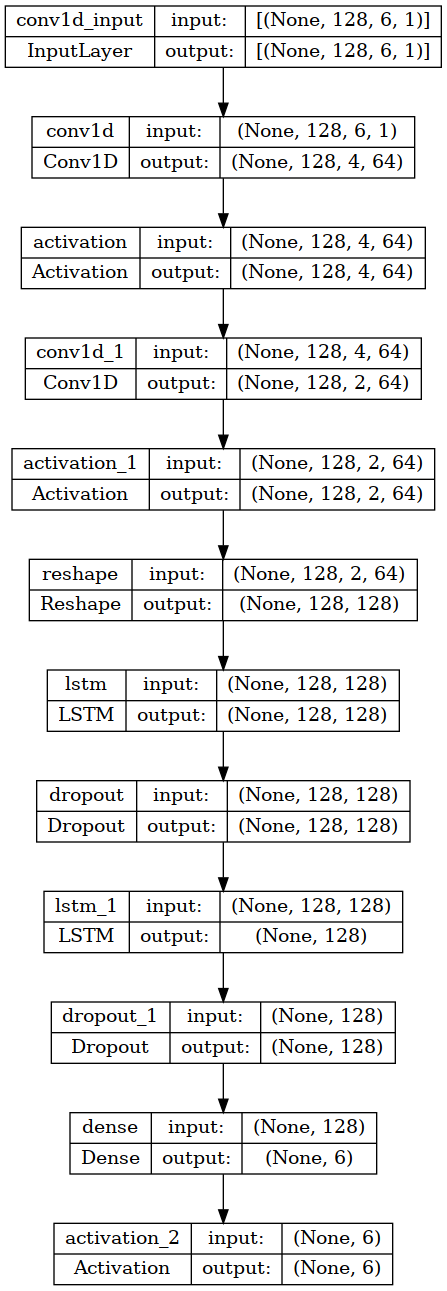 conv1d_input input: [(None, 128, 6, 1)]
InputLayer output: [(None, 128, 6, 1)]
conv1d input: (None, 128, 6, 1)
Conv1D output: (None, 128, 4, 64)
activation input: (None, 128, 4, 64)
Activation output: (None, 128, 4, 64)
conv1d_1 input: (None, 128, 4, 64)
Conv1D output: (None, 128, 2, 64)
activation_1 input: (None, 128, 2, 64)
Activation output: (None, 128, 2, 64)
reshape input: (None, 128, 2, 64)
Reshape output: (None, 128, 128)
lstm input: (None, 128, 128)
LSTM output: (None, 128, 128)
dropout input: (None, 128, 128)
Dropout output: (None, 128, 128)
lstm_1 input: (None, 128, 128)
LSTM output: (None, 128)
dropout_1 input: (None, 128)
Dropout output: (None, 128)
dense input: (None, 128)
Dense output: (None, 6)
activation_2 input: (None, 6)
Activation output: (None, 6)